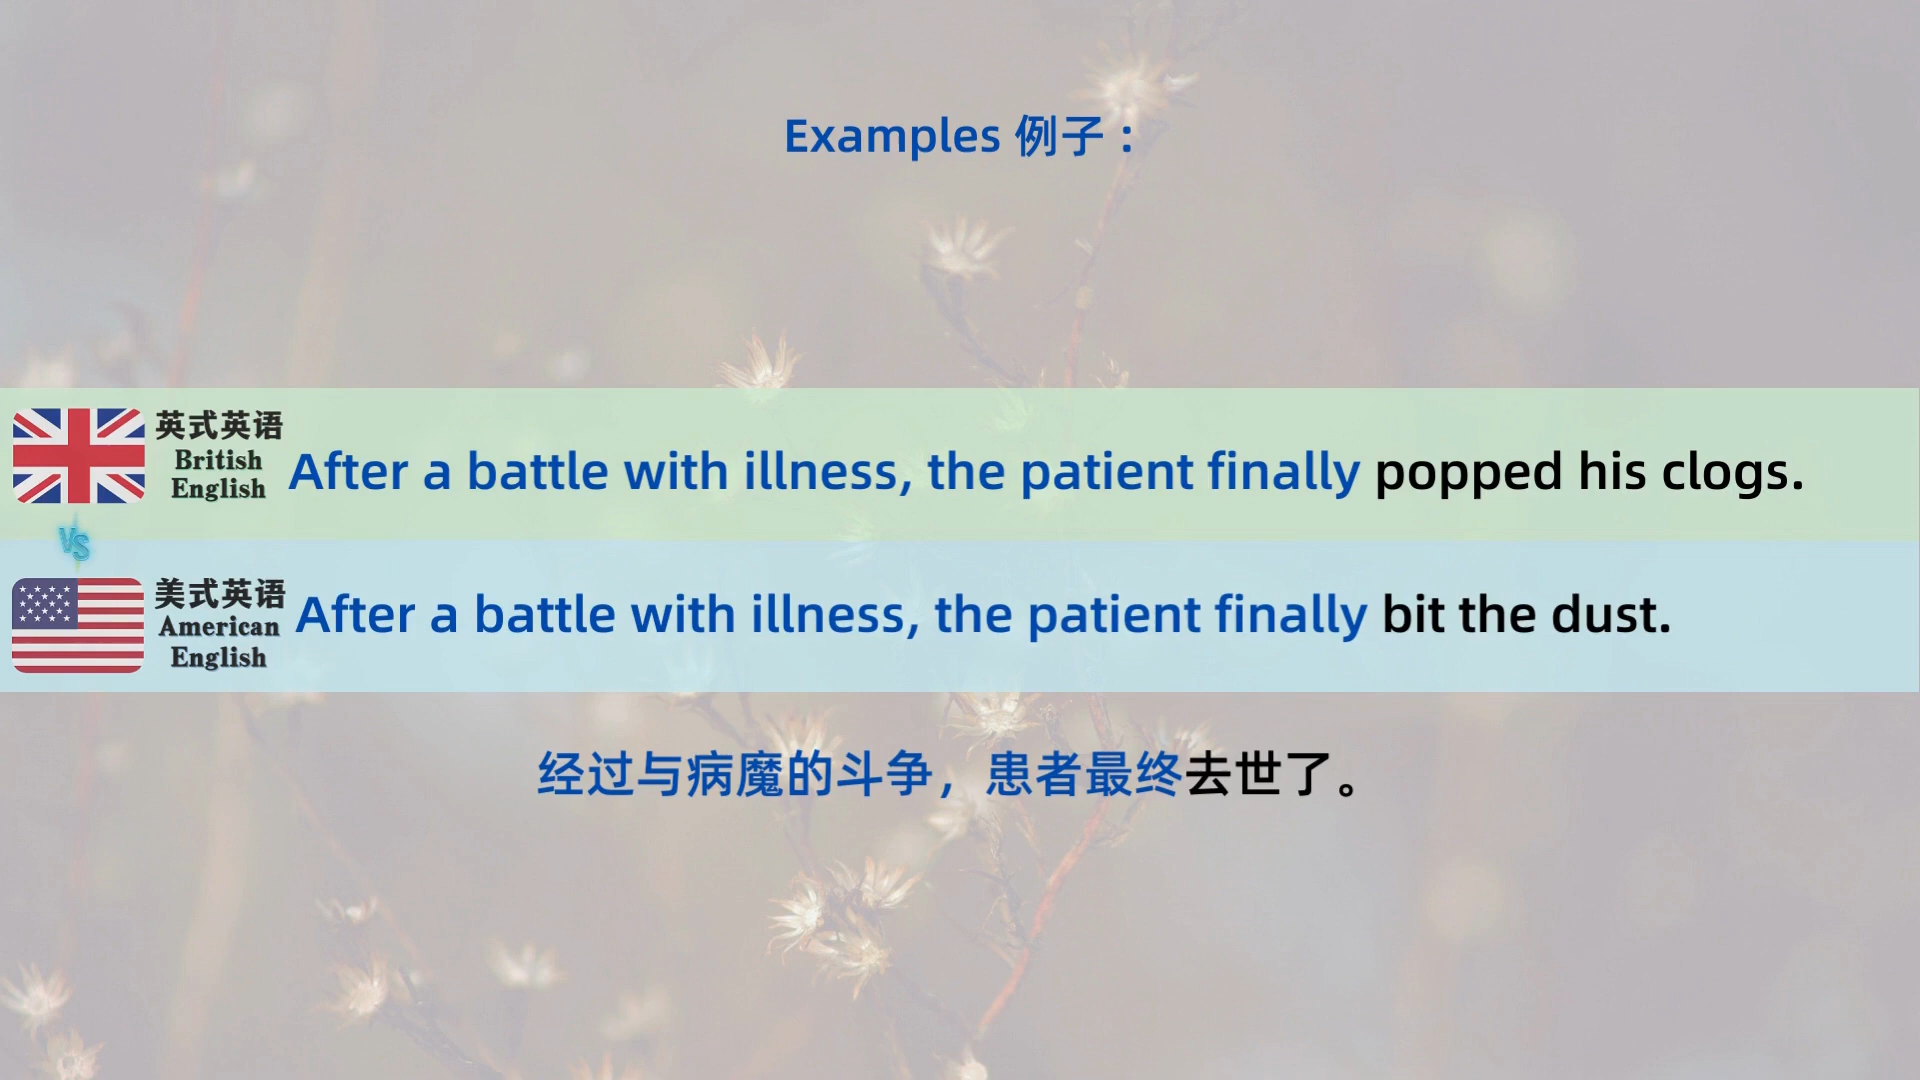 Examples 例子：
英式英语
British
English
After a battle with illness, the patient finally popped his clogs.
VS
美式英语
American
English
After a battle with illness, the patient finally bit the dust.
经过与病魔的斗争，患者最终去世了。